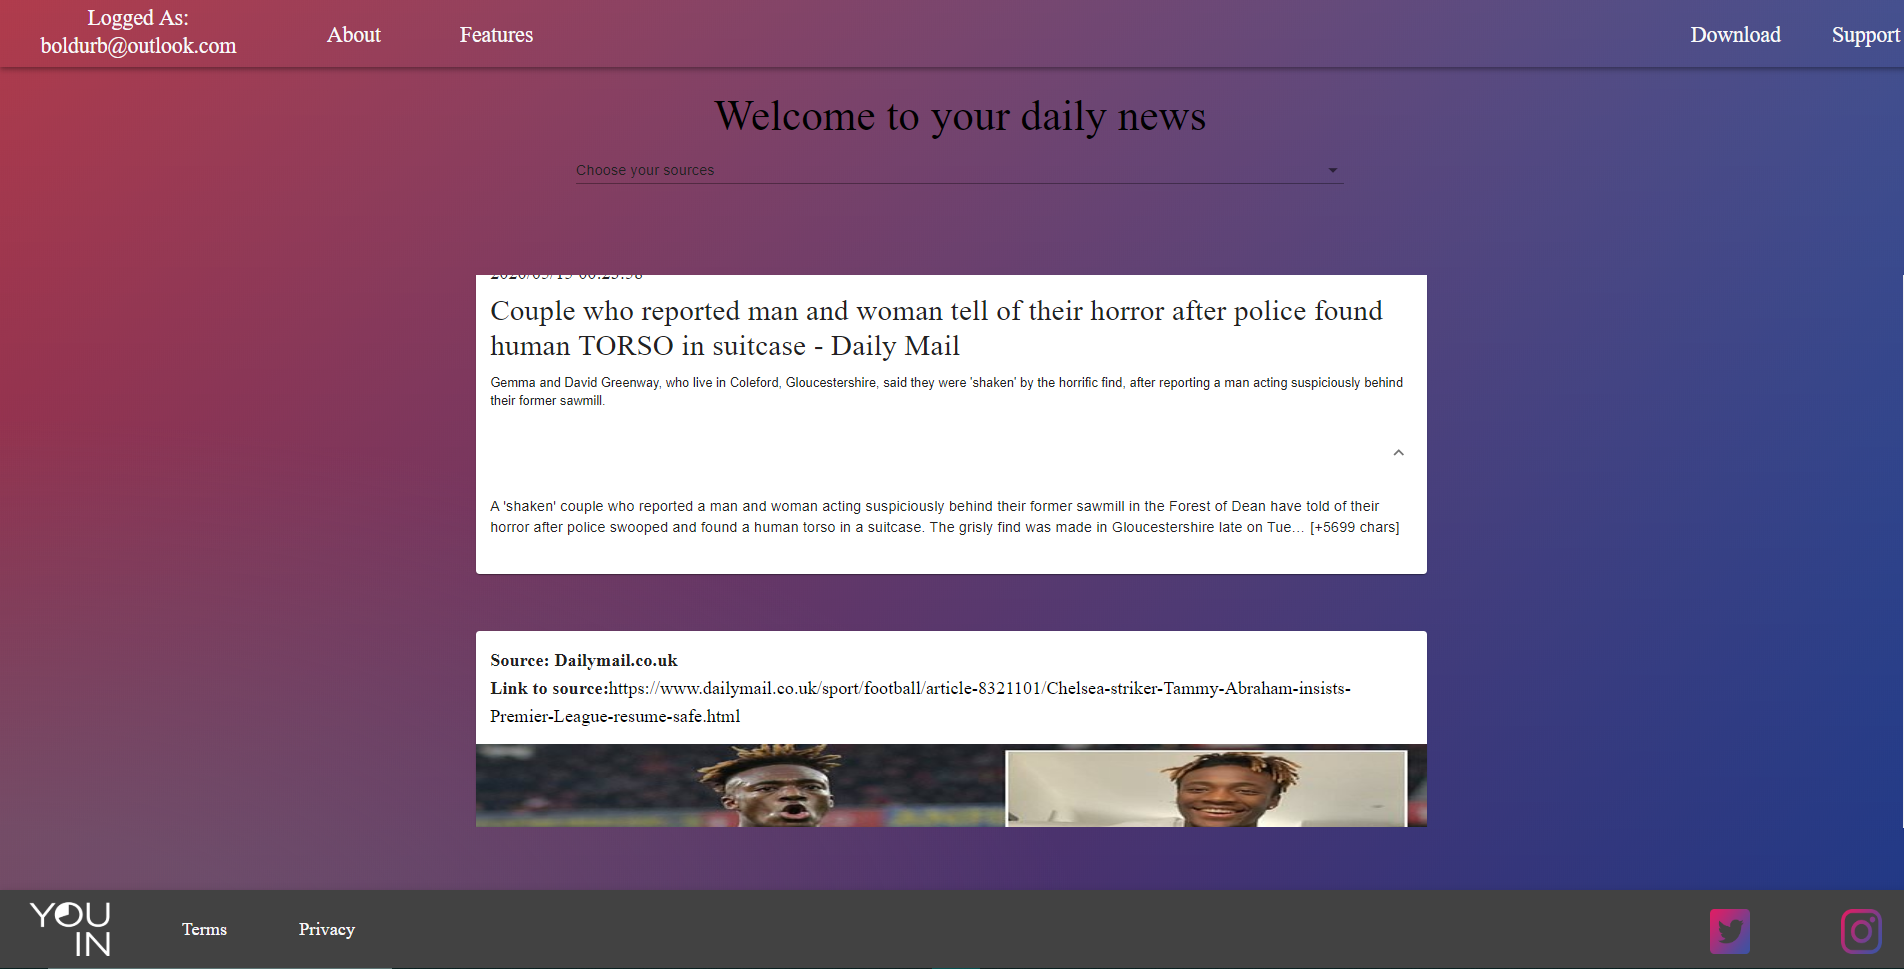 Logged As:
boldurb@outlook.com
About
Features
Download
Support
Welcome to your daily news
Choose your sources
Couple who reported man and woman tell of their horror after police found
human TORSO in suitcase - Daily Mail
Gemma and David Greenway, who live in Coleford, Gloucestershire, said they were 'shaken' by the horrific find, after reporting a man acting suspiciously behind
their former sawmill.
A 'shaken' couple who reported a man and woman acting suspiciously behind their former sawmill in the Forest of Dean have told of their
horror after police swooped and found a human torso in a suitcase. The grisly find was made in Gloucestershire late on Tue… [+5699 chars]
Source: Dailymail.co.uk
Link to source:https://www.dailymail.co.uk/sport/football/article-8321101/Chelsea-striker-Tammy-Abraham-insists-
Premier-League-resume-safe.html
YOU
IN
Terms
Privacy